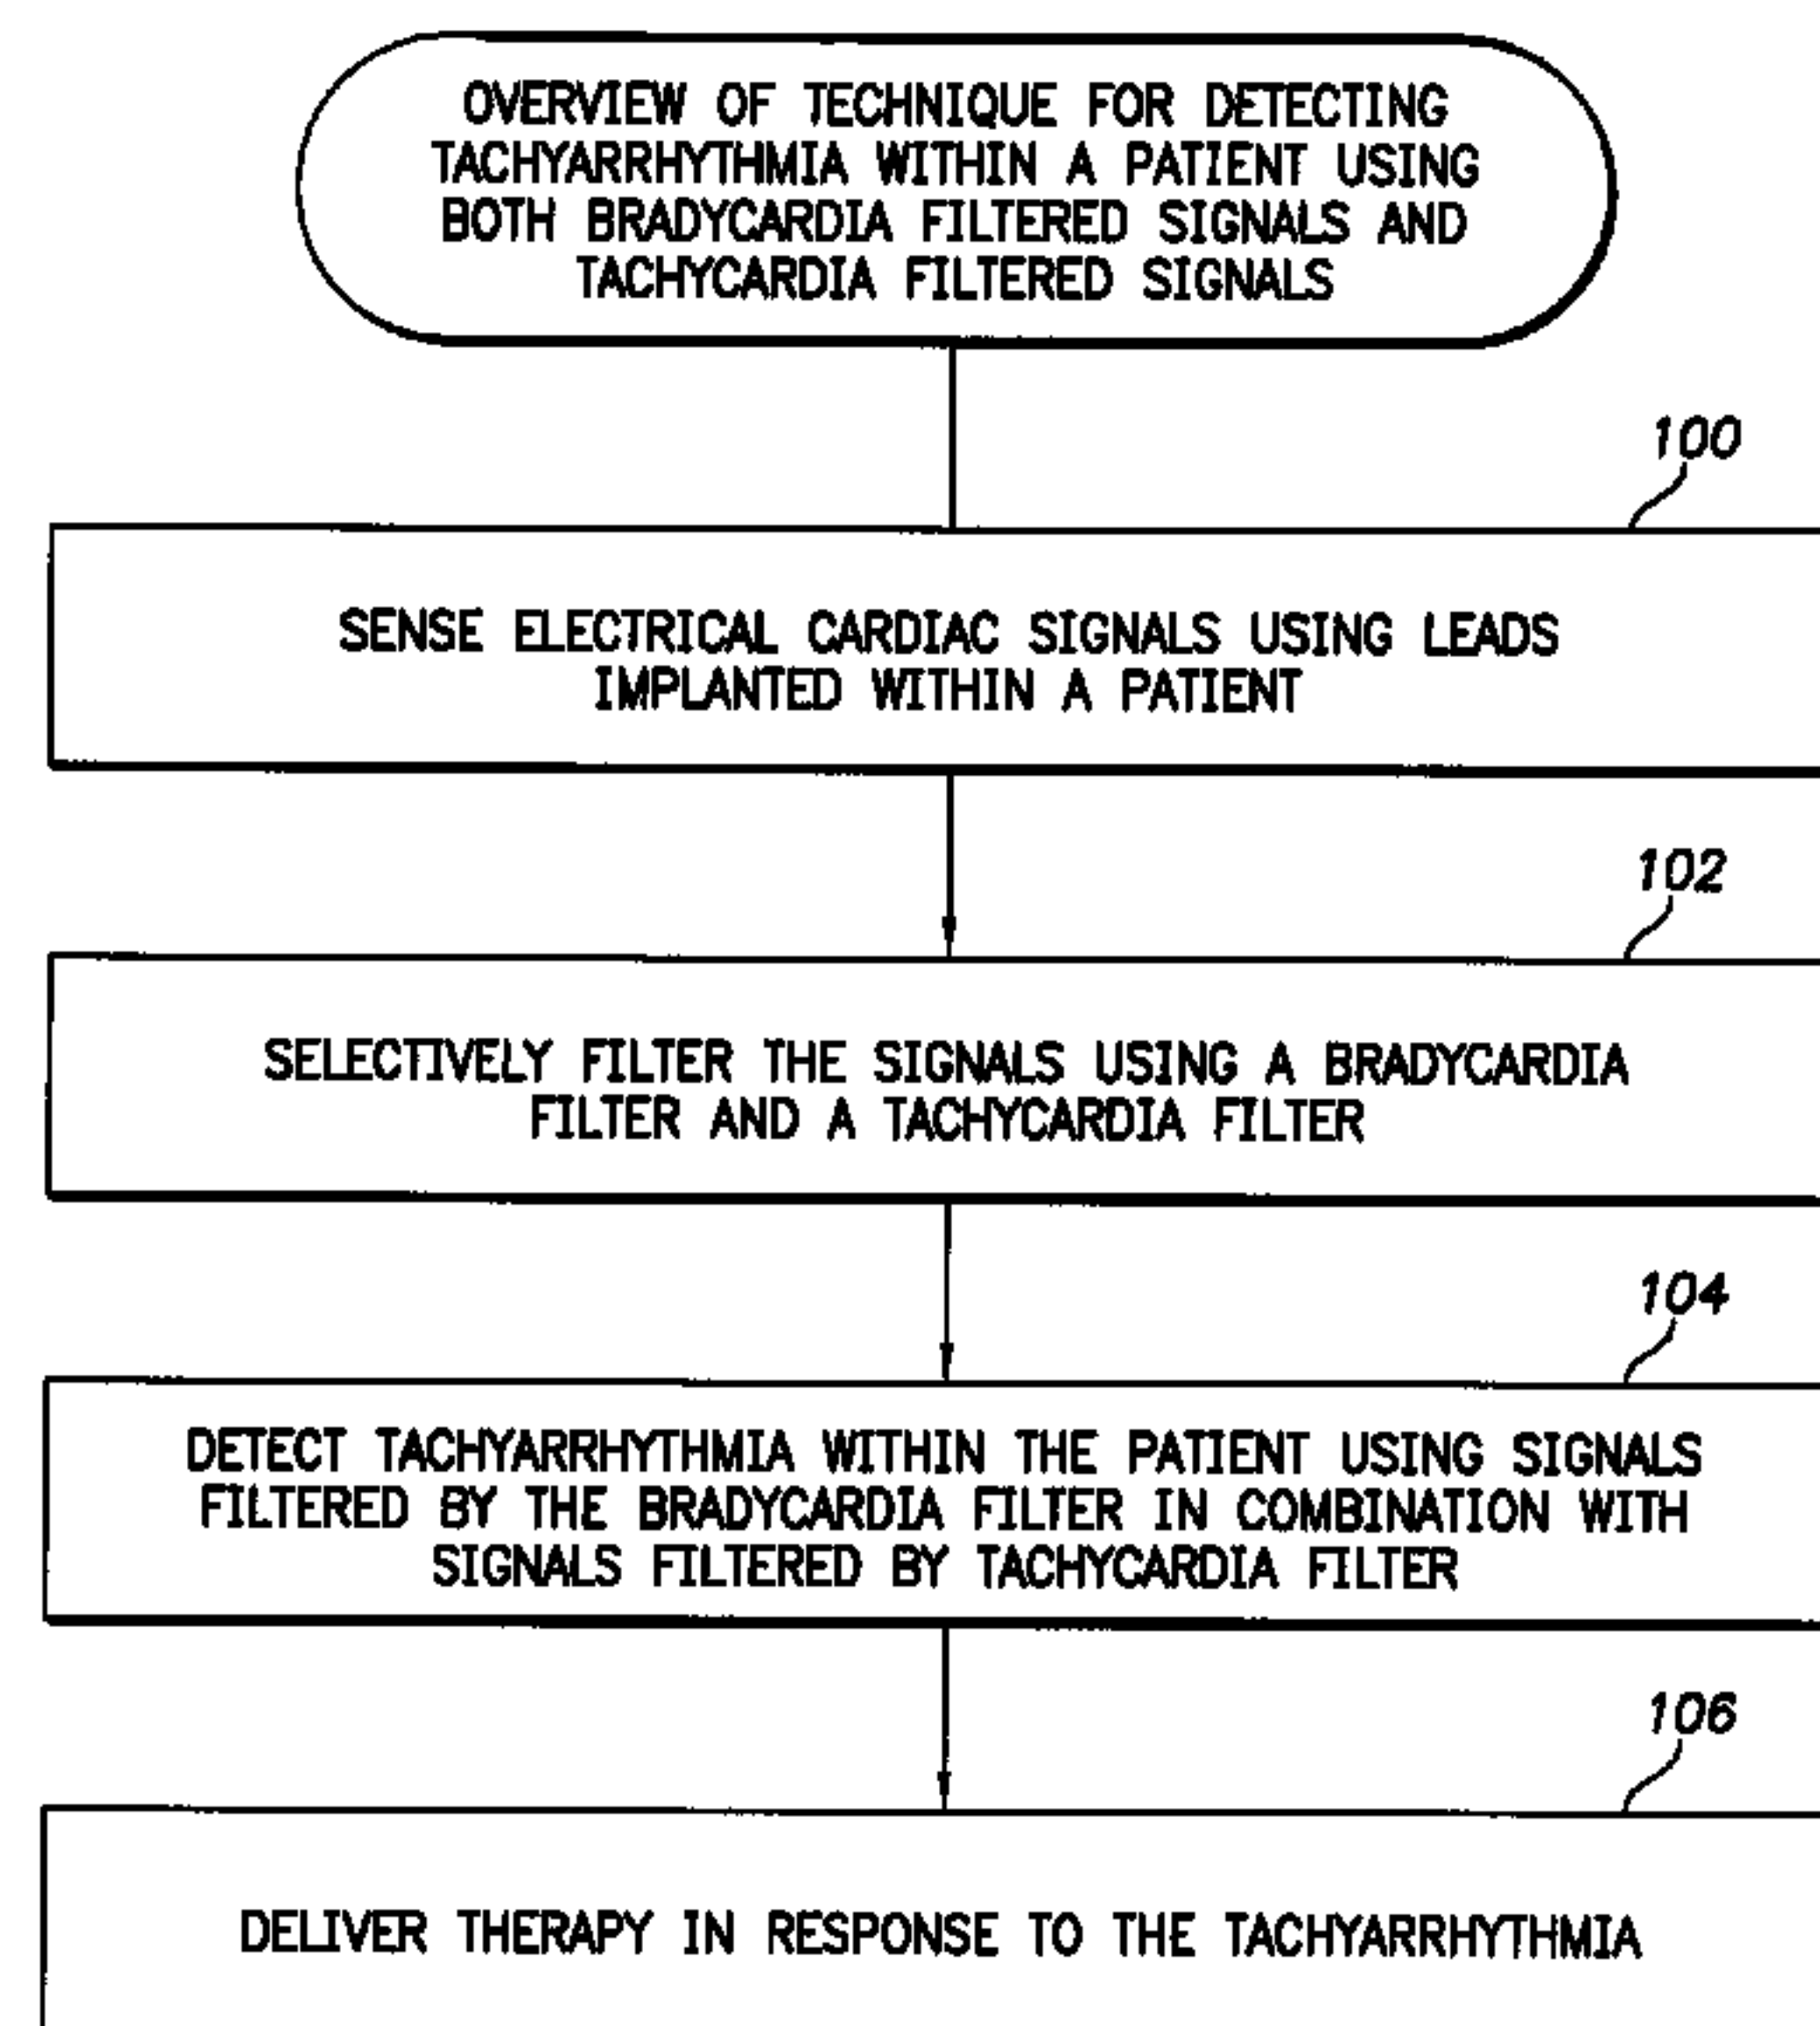 OVERVIEW OF TECHNIQUE FOR DETECTING
TACHYARRHYTHMIA WITHIN A PATIENT USING
BOTH BRADYCARDIA FILTERED SIGNALS AND
TACHYCARDIA FILTERED SIGNALS
100
SENSE ELECTRICAL CARDIAC SIGNALS USING LEADS
IMPLANTED WITHIN A PATIENT
102
SELECTIVELY FILTER THE SIGNALS USING A BRADYCARDIA
FILTER AND A TACHYCARDIA FILTER
104
DETECT TACHYARRHYTHMIA WITHIN THE PATIENT USING SIGNALS
FILTERED BY THE BRADYCARDIA FILTER IN COMBINATION WITH
SIGNALS FILTERED BY TACHYCARDIA FILTER
106
DELIVER THERAPY IN RESPONSE TO THE TACHYARRHYTHMIA